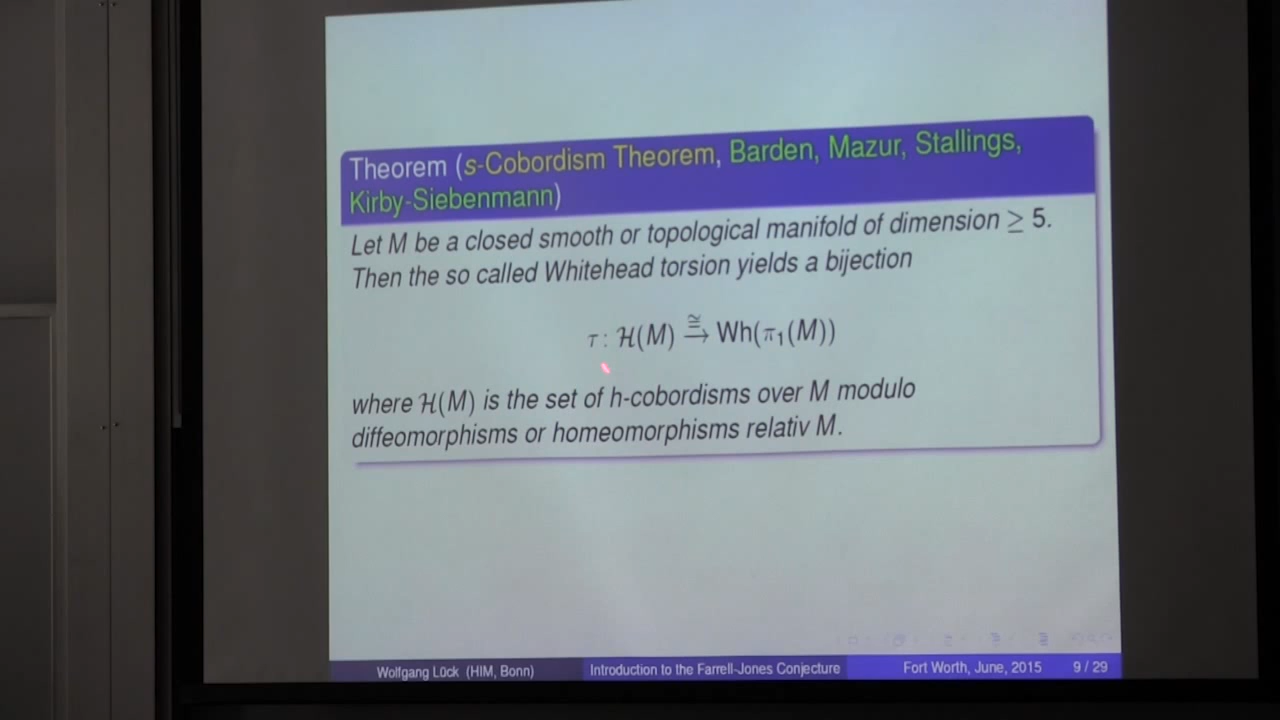 Theorem (s-Cobordism Theorem, Barden, Mazur, Stallings,
Kirby-Siebenmann)
Let M be a closed smooth or topological manifold of dimension ≥ 5.
Then the so called Whitehead torsion yields a bijection
τ: ℋ(M) ≅→ Wh(π₁(M))
where ℋ(M) is the set of h-cobordisms over M modulo
diffeomorphisms or homeomorphisms relativ M.
Wolfgang Lück (HIM, Bonn) Introduction to the Farrell-Jones Conjecture Fort Worth, June, 2015 9 / 29